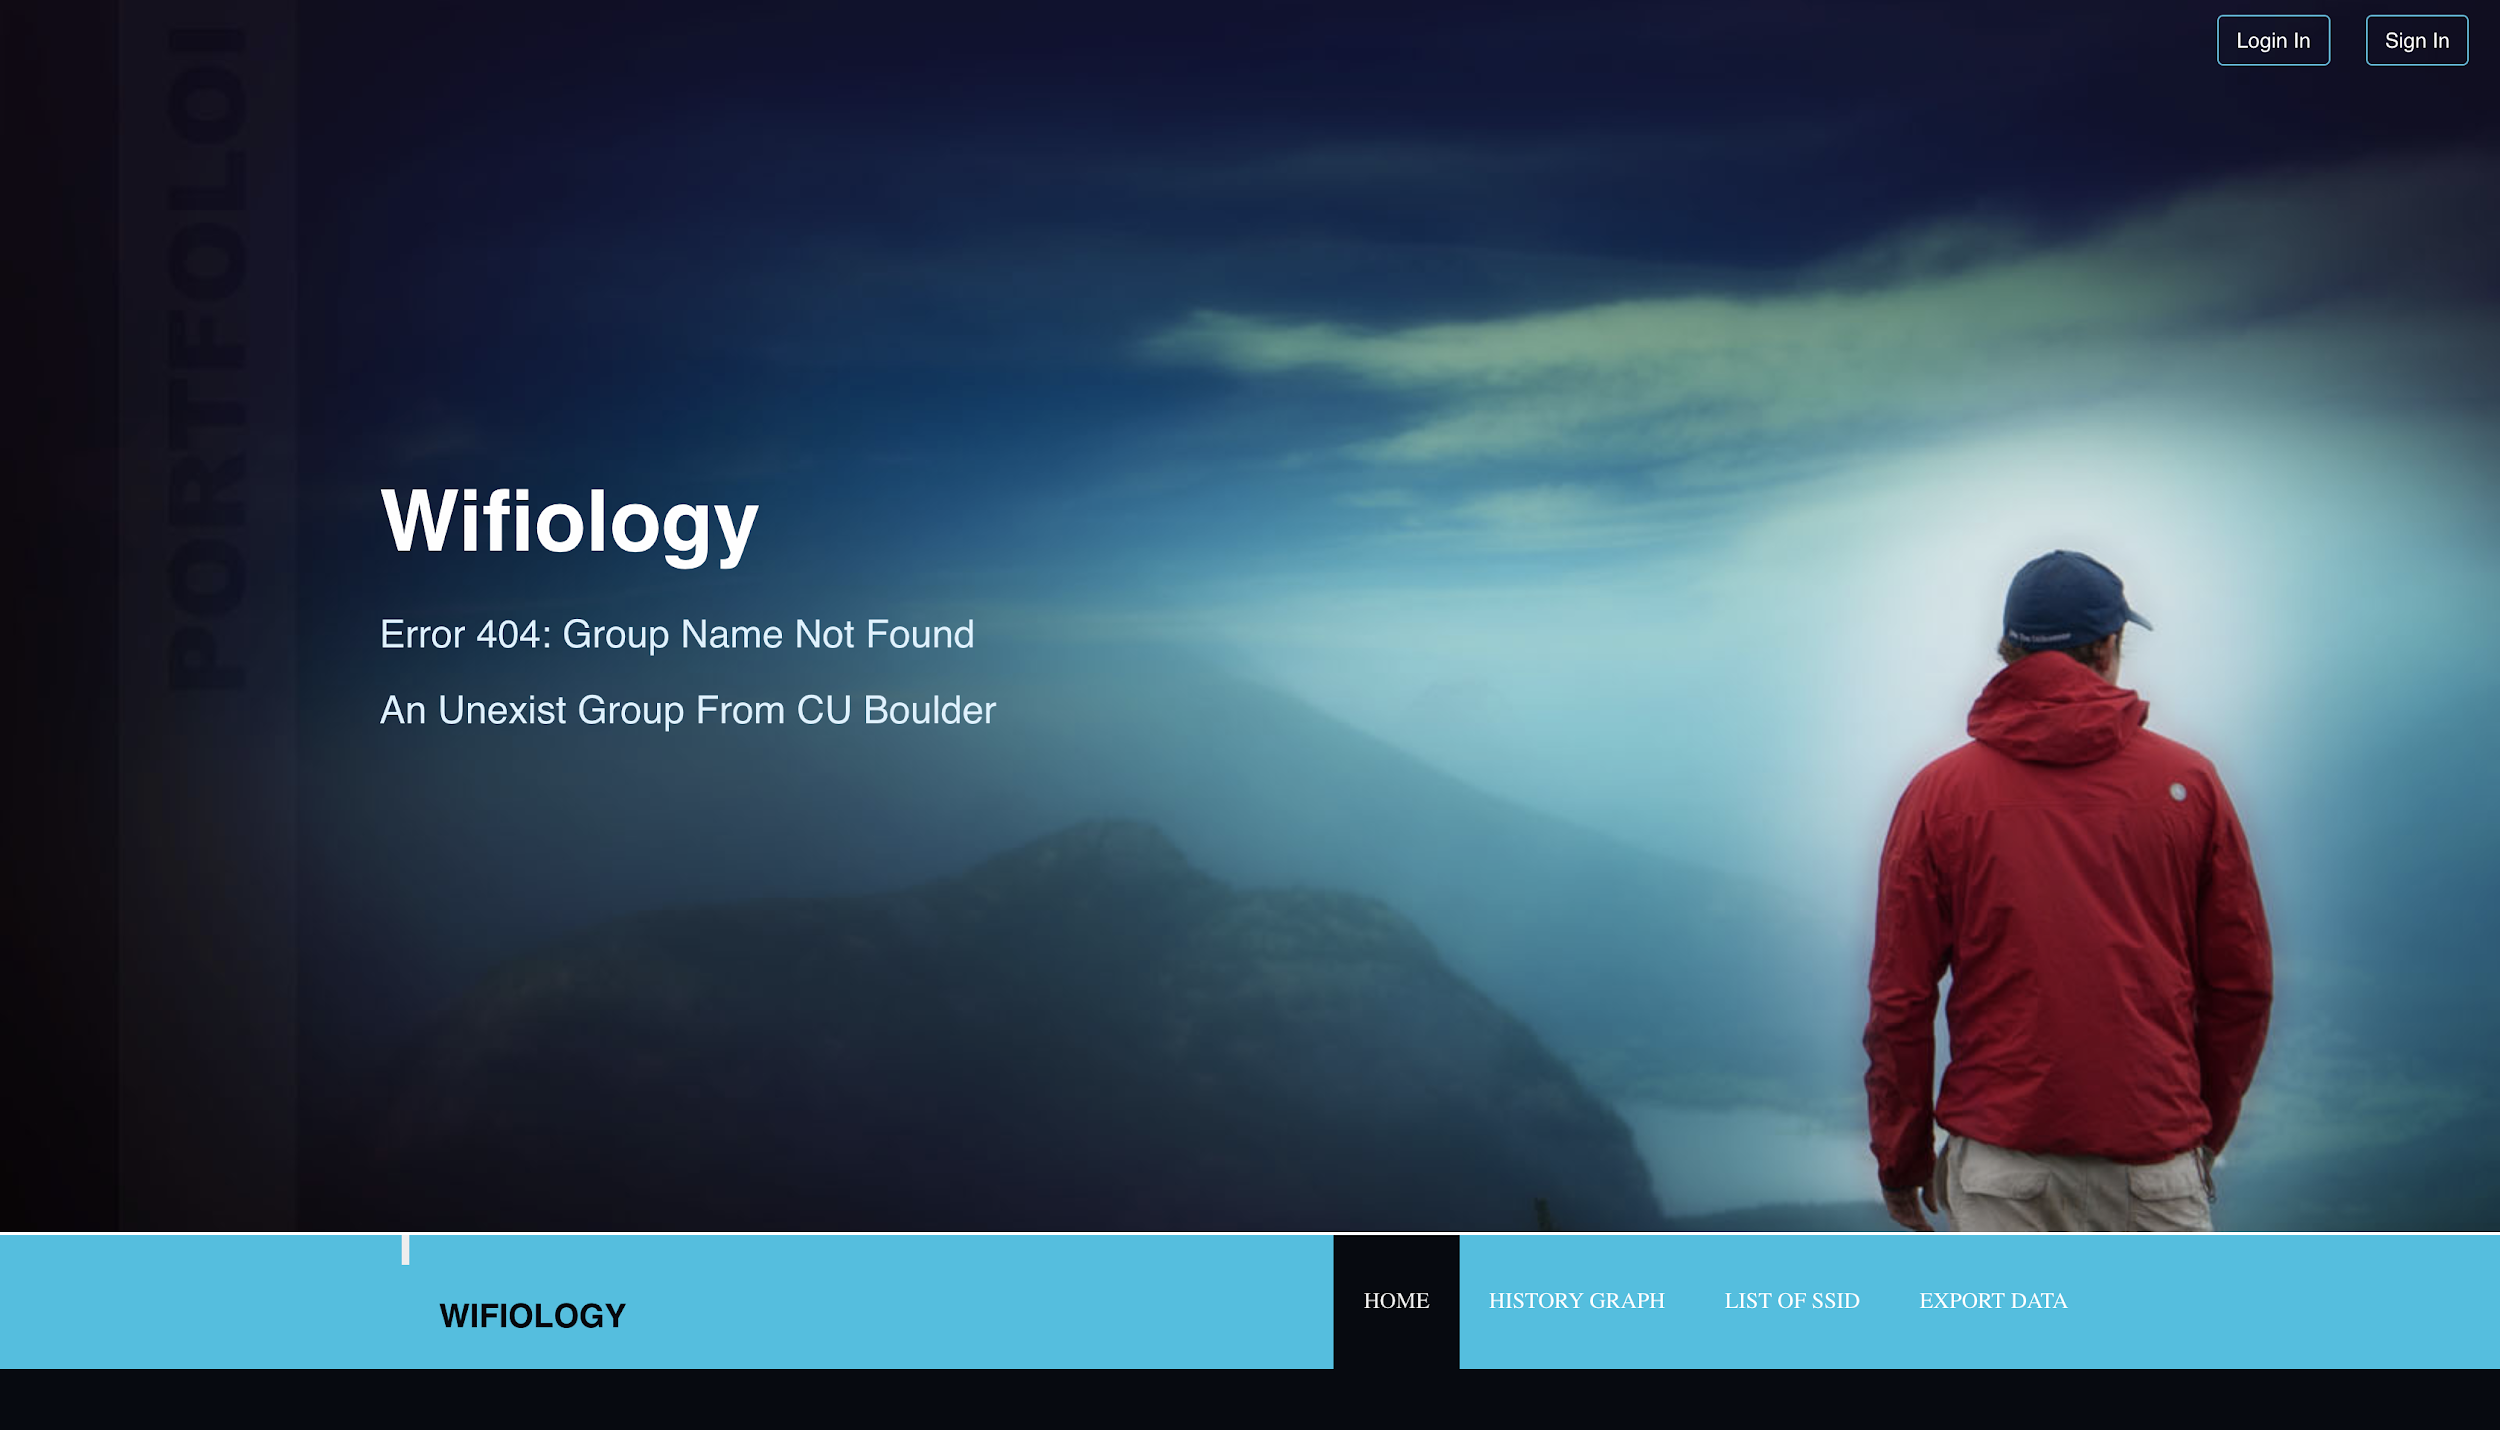 Login In
Sign In
PORTFOLOI
Wifiology
Error 404: Group Name Not Found
An Unexist Group From CU Boulder
WIFIOLOGY
HOME
HISTORY GRAPH
LIST OF SSID
EXPORT DATA